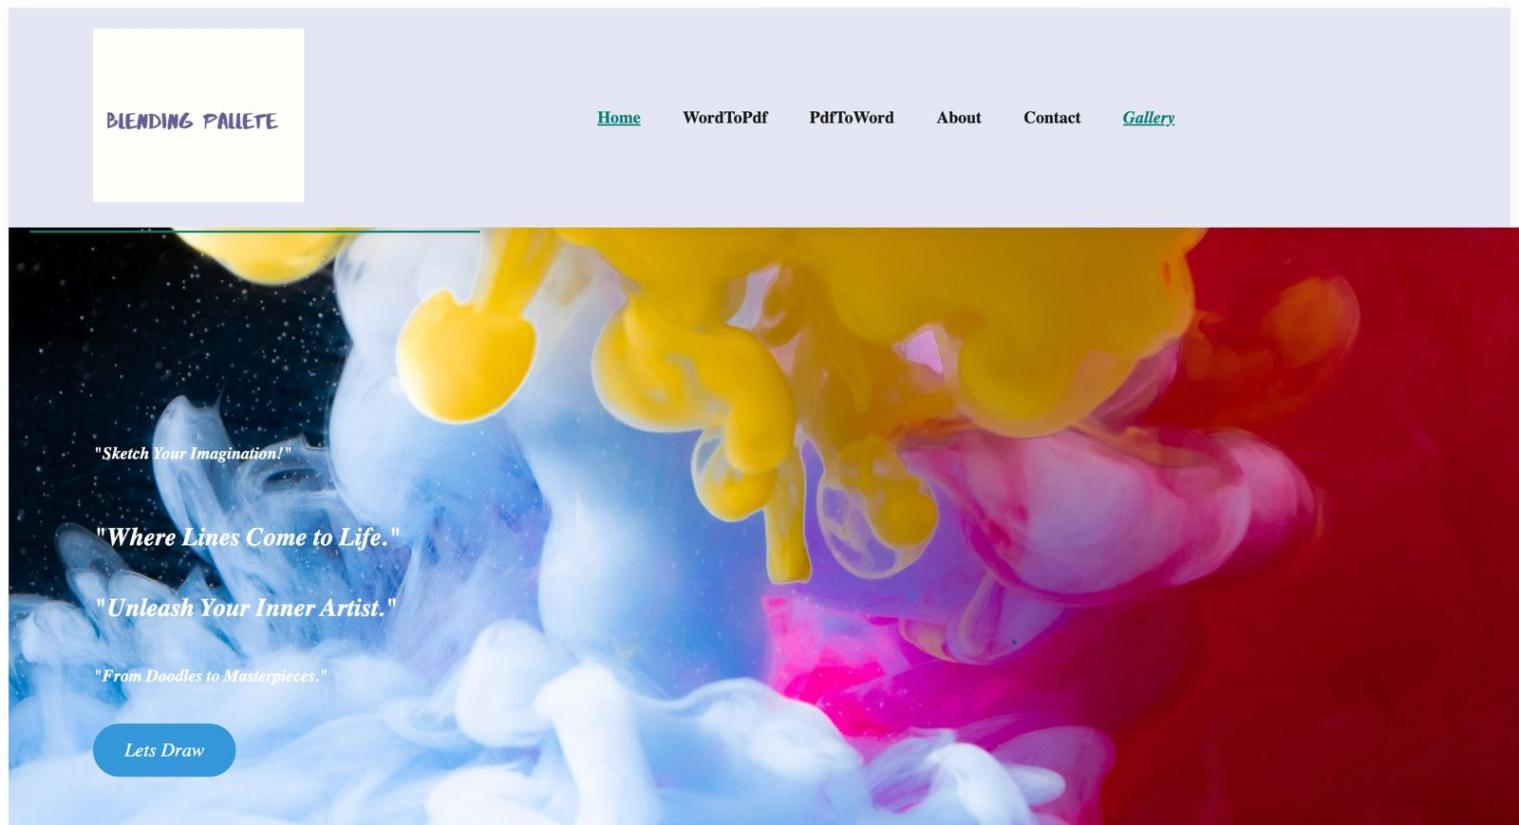 BLENDING PALLETE
Home WordToPdf PdfToWord About Contact Gallery
"Sketch Your Imagination!"
"Where Lines Come to Life."
"Unleash Your Inner Artist."
"From Doodles to Masterpieces."
Lets Draw